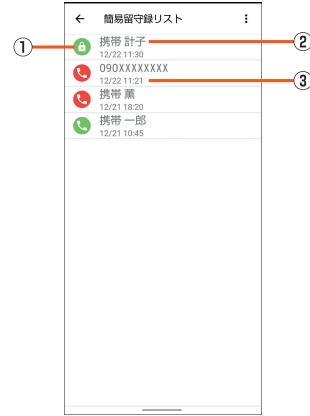 簡易留守録リスト
① 携帯 計子 ②
12/22 11:30
090XXXXXXXX
12/22 11:21 ③
携帯 薫
12/21 18:20
携帯 一郎
12/21 10:45